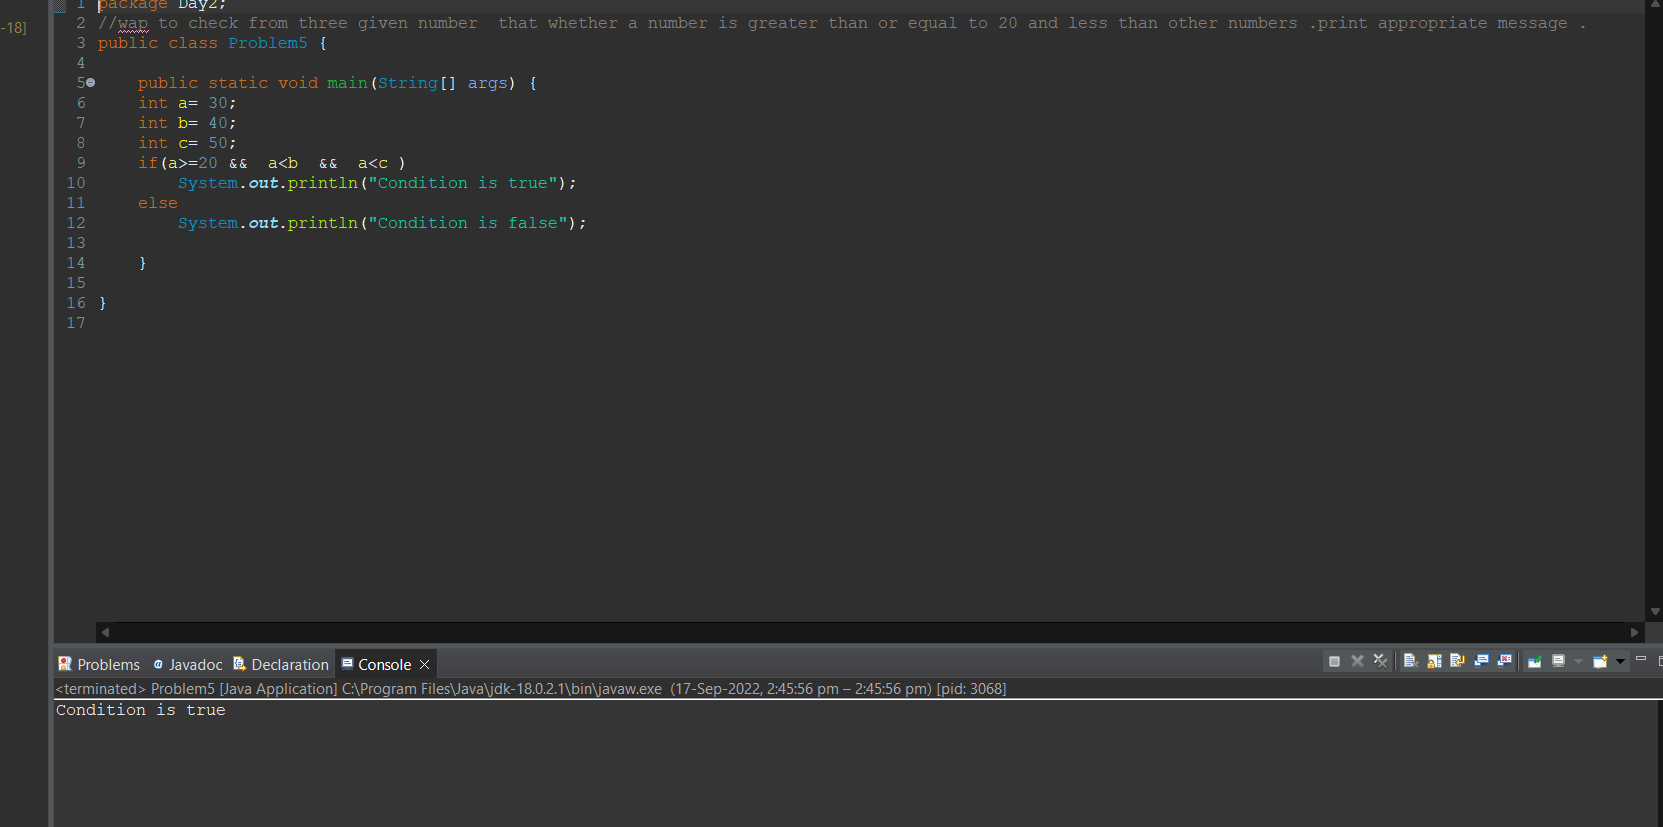 1 package Day2;
-18]
2 //wap to check from three given number  that whether a number is greater than or equal to 20 and less than other numbers .print appropriate message .
3 public class Problem5 {
4
5     public static void main(String[] args) {
6     int a= 30;
7     int b= 40;
8     int c= 50;
9     if(a>=20 &&  a<b  &&  a<c )
10         System.out.println("Condition is true");
11     else
12         System.out.println("Condition is false");
13
14     }
15
16 }
17
Problems @ Javadoc Declaration Console
<terminated> Problem5 [Java Application] C:\Program Files\Java\jdk-18.0.2.1\bin\javaw.exe  (17-Sep-2022, 2:45:56 pm – 2:45:56 pm) [pid: 3068]
Condition is true